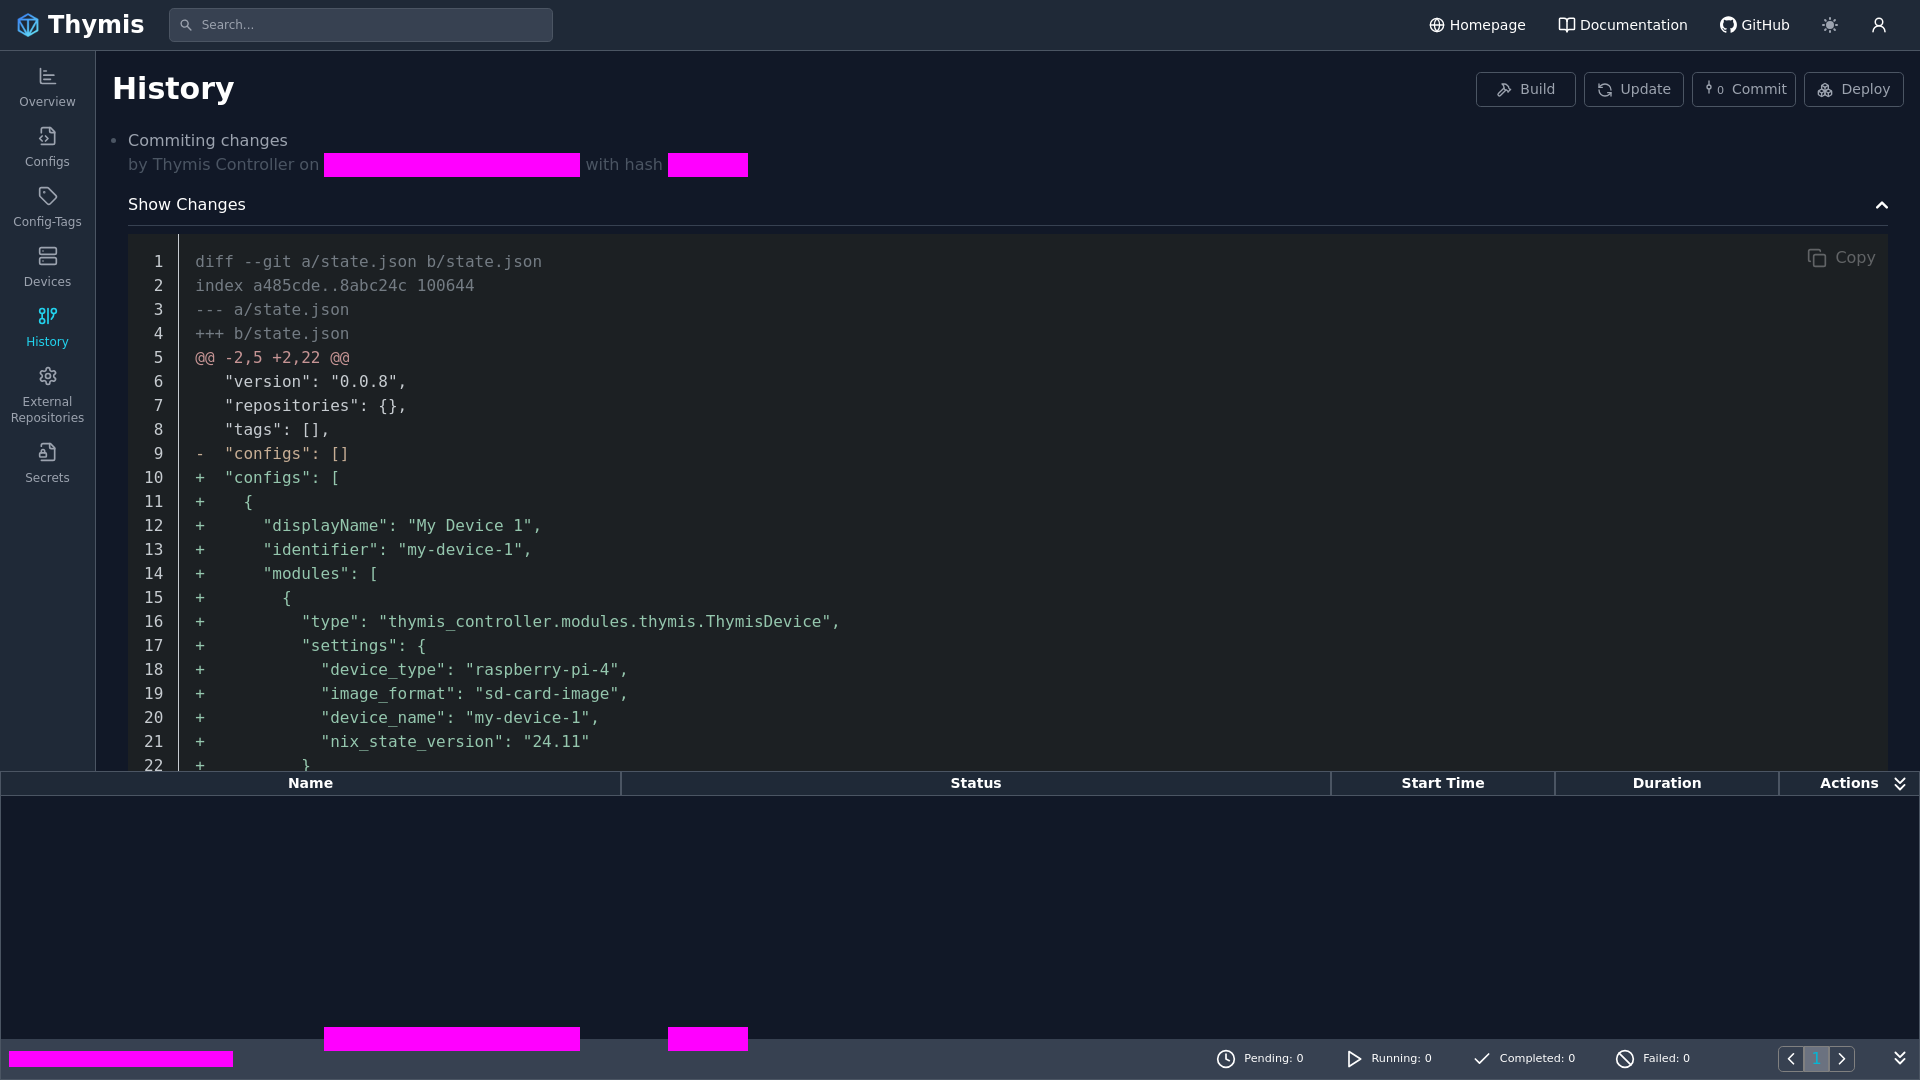 Thymis
Search...
Homepage
Documentation
GitHub
Overview
Configs
Config-Tags
Devices
History
External
Repositories
Secrets
History
Build
Update
0 Commit
Deploy
Commiting changes
by Thymis Controller on with hash
Show Changes
Copy
1 diff --git a/state.json b/state.json
2 index a485cde..8abc24c 100644
3 --- a/state.json
4 +++ b/state.json
5 @@ -2,5 +2,22 @@
6 "version": "0.0.8",
7 "repositories": {},
8 "tags": [],
9 - "configs": []
10 + "configs": [
11 + {
12 + "displayName": "My Device 1",
13 + "identifier": "my-device-1",
14 + "modules": [
15 + {
16 + "type": "thymis_controller.modules.thymis.ThymisDevice",
17 + "settings": {
18 + "device_type": "raspberry-pi-4",
19 + "image_format": "sd-card-image",
20 + "device_name": "my-device-1",
21 + "nix_state_version": "24.11"
22 + }
Name Status Start Time Duration Actions
Pending: 0 Running: 0 Completed: 0 Failed: 0 1